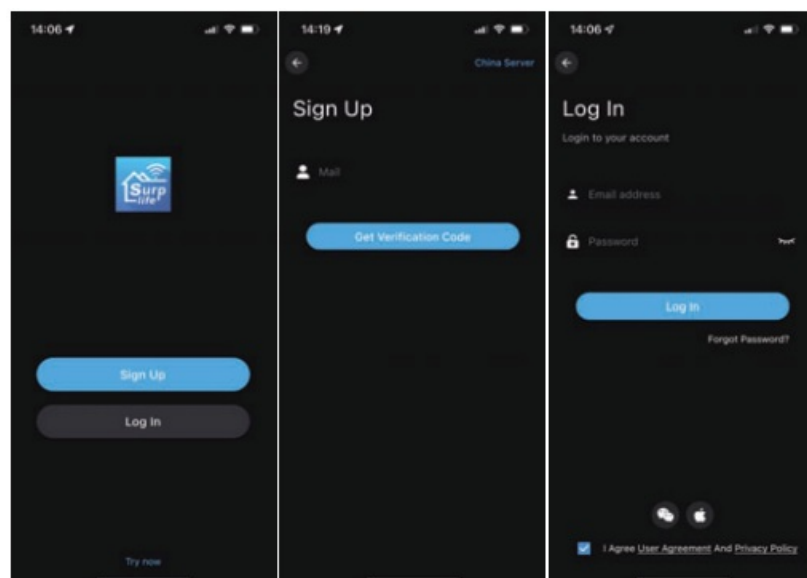 14:06
Surp
life
Sign Up
Log In
Try now
14:19
China Server
Sign Up
Mail
Get Verification Code
14:06
Log In
Login to your account
Email address
Password
Log In
Forgot Password?
I Agree User Agreement And Privacy Policy